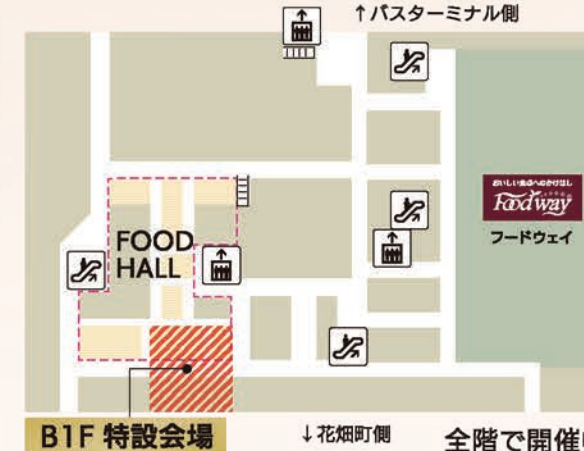 ↑バスターミナル側
おいしい食卓へのかけはし
Foodway
フードウェイ
FOOD
HALL
B1F 特設会場
↓花畑町側
全階で開催